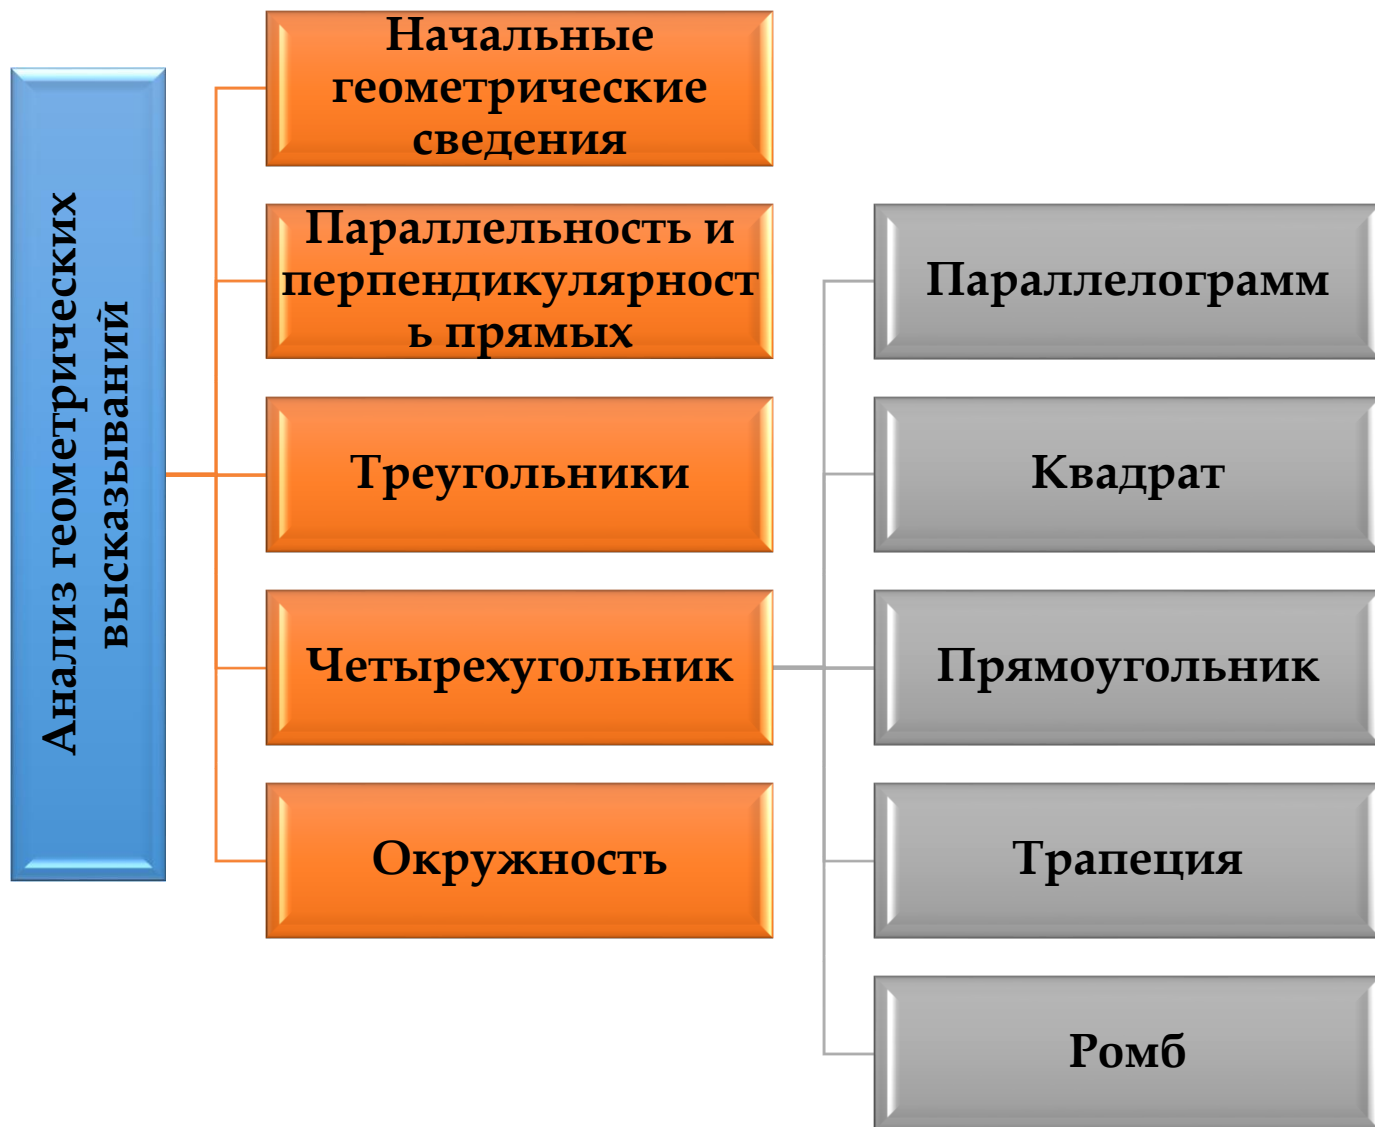 Анализ геометрических
высказываний
Начальные
геометрические
сведения
Параллельность и
перпендикулярност
ь прямых
Треугольники
Четырехугольник
Окружность
Параллелограмм
Квадрат
Прямоугольник
Трапеция
Ромб